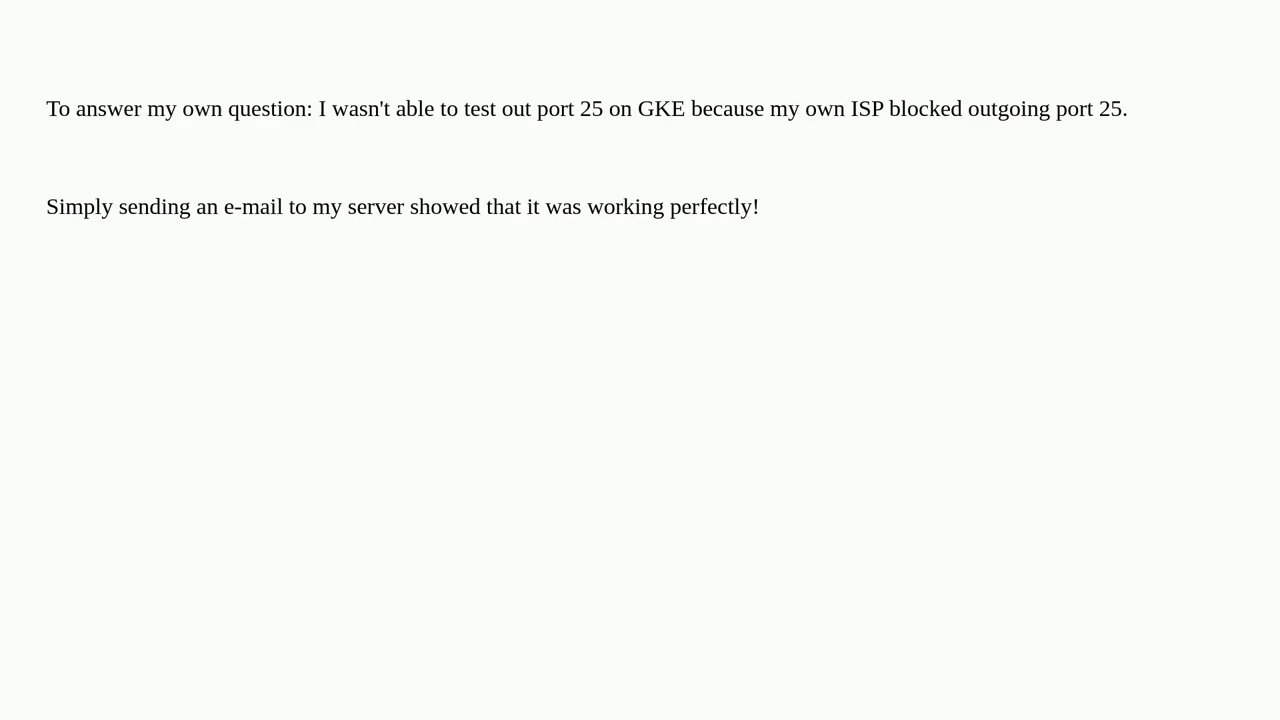 To answer my own question: I wasn't able to test out port 25 on GKE because my own ISP blocked outgoing port 25.
Simply sending an e-mail to my server showed that it was working perfectly!